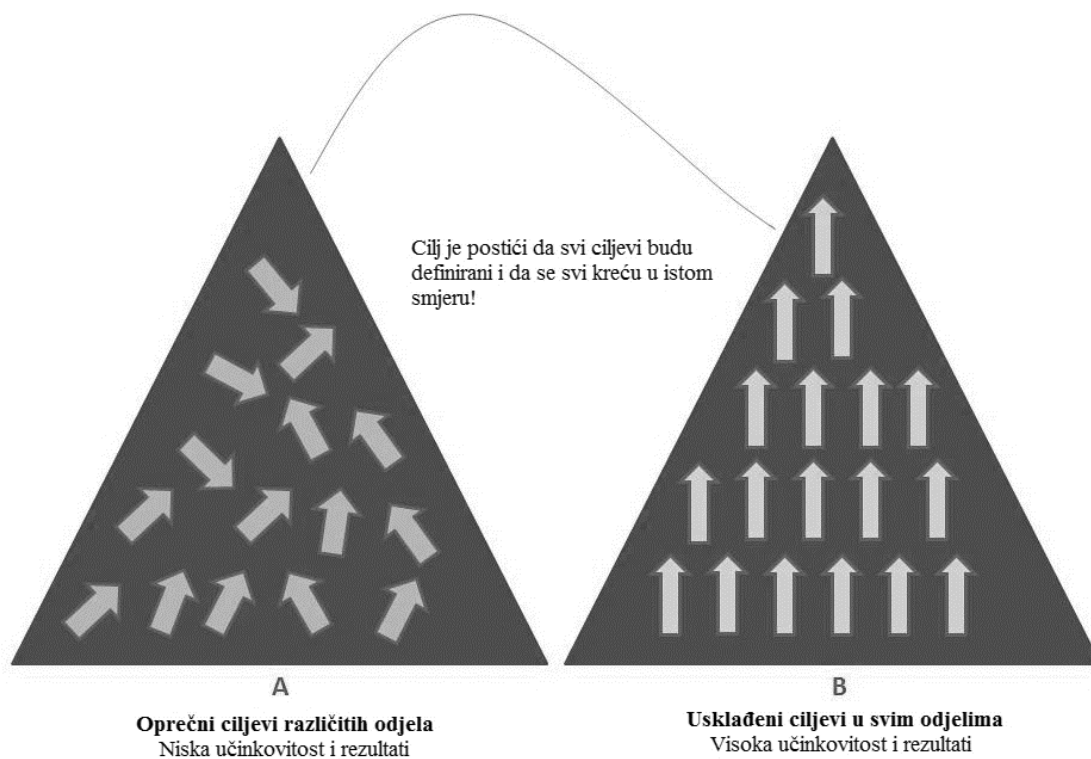 Cilj je postići da svi ciljevi budu
definirani i da se svi kreću u istom
smjeru!
A
Oprečni ciljevi različitih odjela
Niska učinkovitost i rezultati
B
Usklađeni ciljevi u svim odjelima
Visoka učinkovitost i rezultati